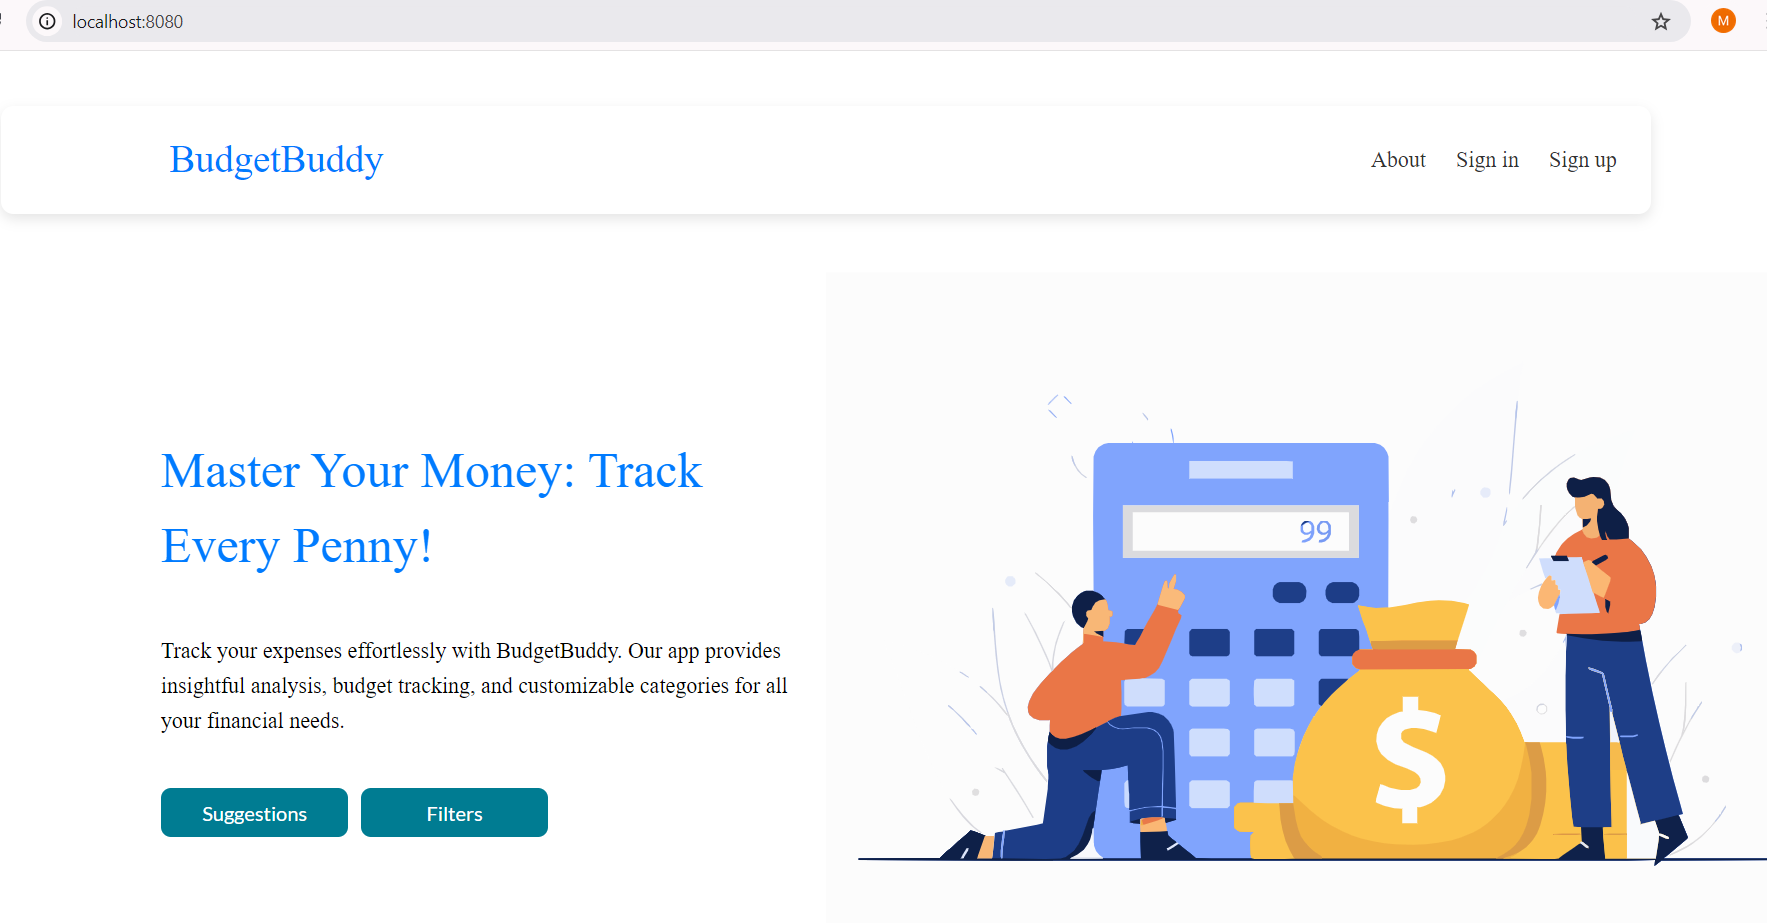 localhost:8080
M
BudgetBuddy
About Sign in Sign up
Master Your Money: Track
Every Penny!
Track your expenses effortlessly with BudgetBuddy. Our app provides
insightful analysis, budget tracking, and customizable categories for all
your financial needs.
Suggestions Filters
99
$